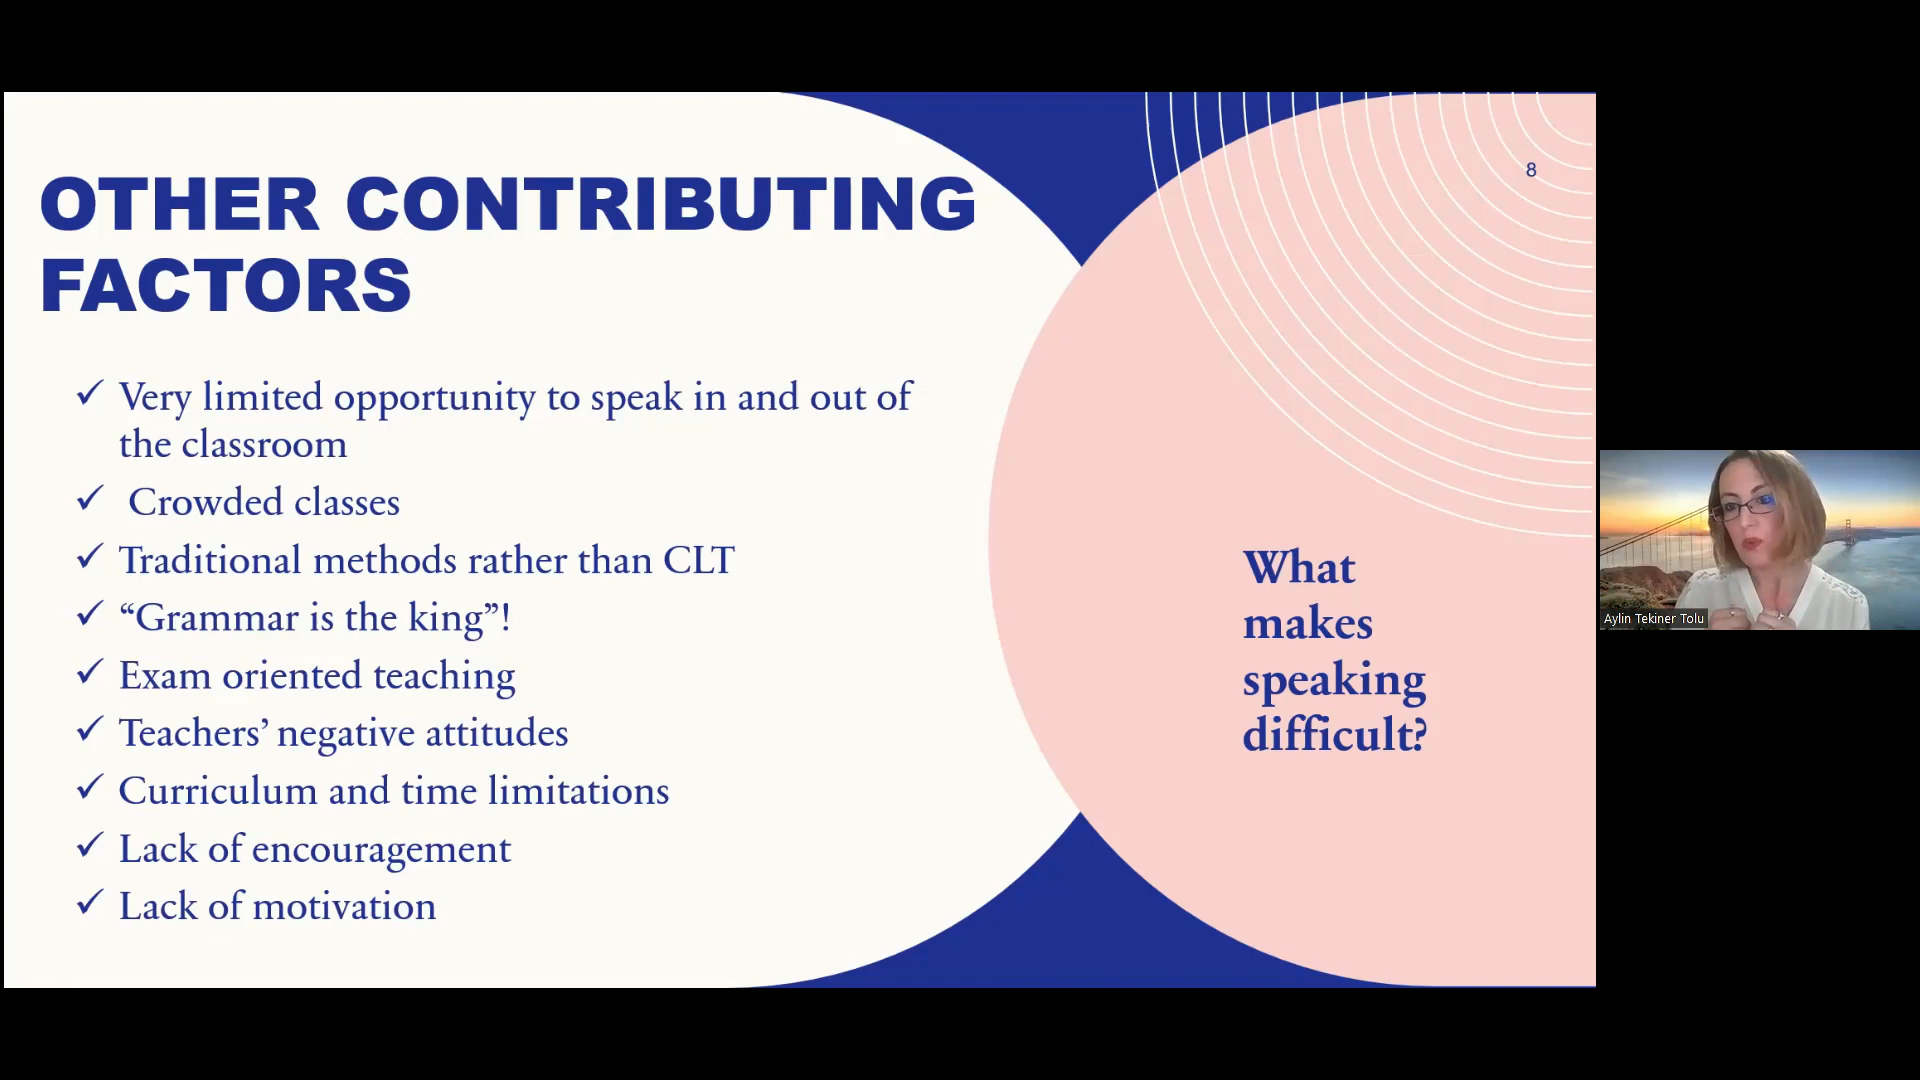 OTHER CONTRIBUTING
FACTORS
Very limited opportunity to speak in and out of
the classroom
Crowded classes
Traditional methods rather than CLT
“Grammar is the king”!
Exam oriented teaching
Teachers’ negative attitudes
Curriculum and time limitations
Lack of encouragement
Lack of motivation
8
What
makes
speaking
difficult?
Aylin Tekiner Tolu